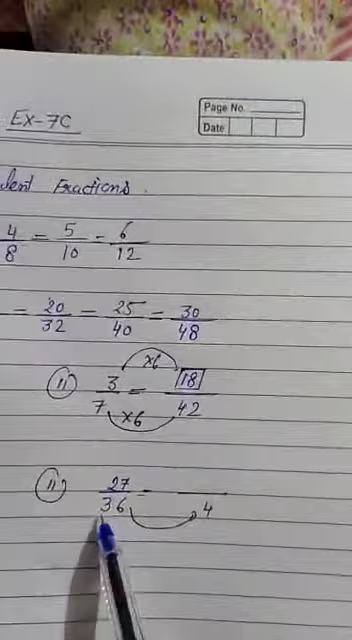 Page No.
Ex-7C
Date
Fractions.
4/8 = 5/10 = 6/12
= 20/32 = 25/40 = 30/48
×6
(ii) 3/7 = 18/42
×6
(ii) 27/36 = /4